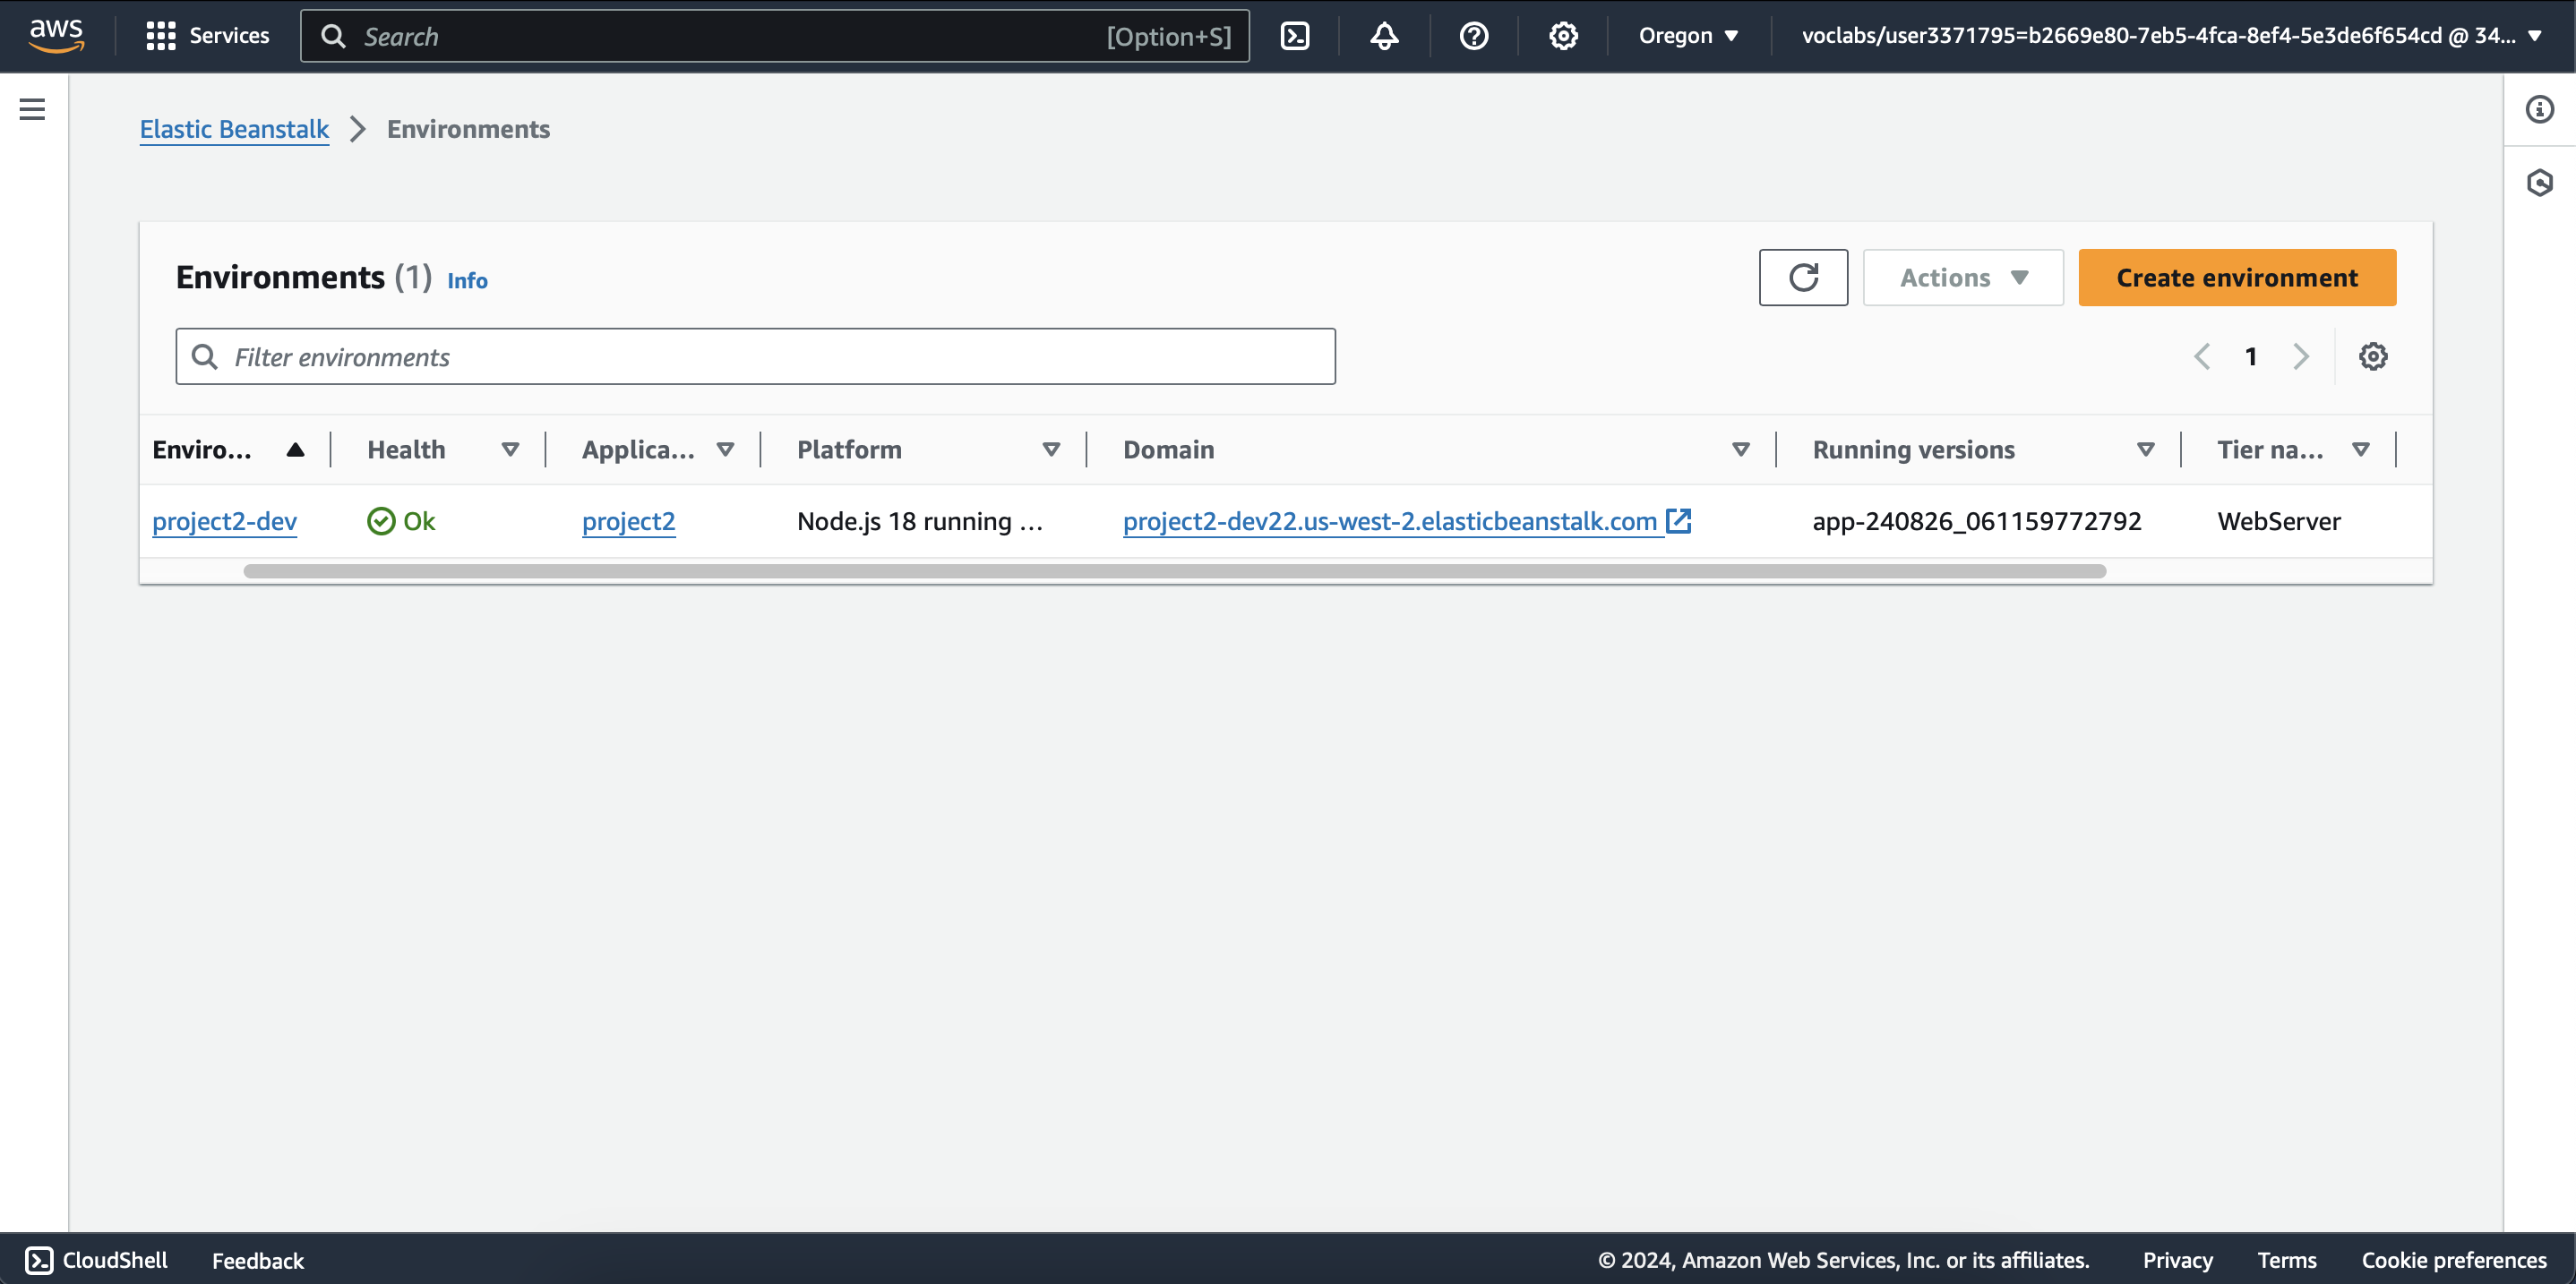 aws Services Search [Option+S] Oregon voclabs/user3371795=b2669e80-7eb5-4fca-8ef4-5e3de6f654cd @ 34...
Elastic Beanstalk Environments
Environments (1) Info Actions Create environment
Filter environments 1
Enviro... Health Applica... Platform Domain Running versions Tier na...
project2-dev Ok project2 Node.js 18 running ... project2-dev22.us-west-2.elasticbeanstalk.com app-240826_061159772792 WebServer
CloudShell Feedback © 2024, Amazon Web Services, Inc. or its affiliates. Privacy Terms Cookie preferences